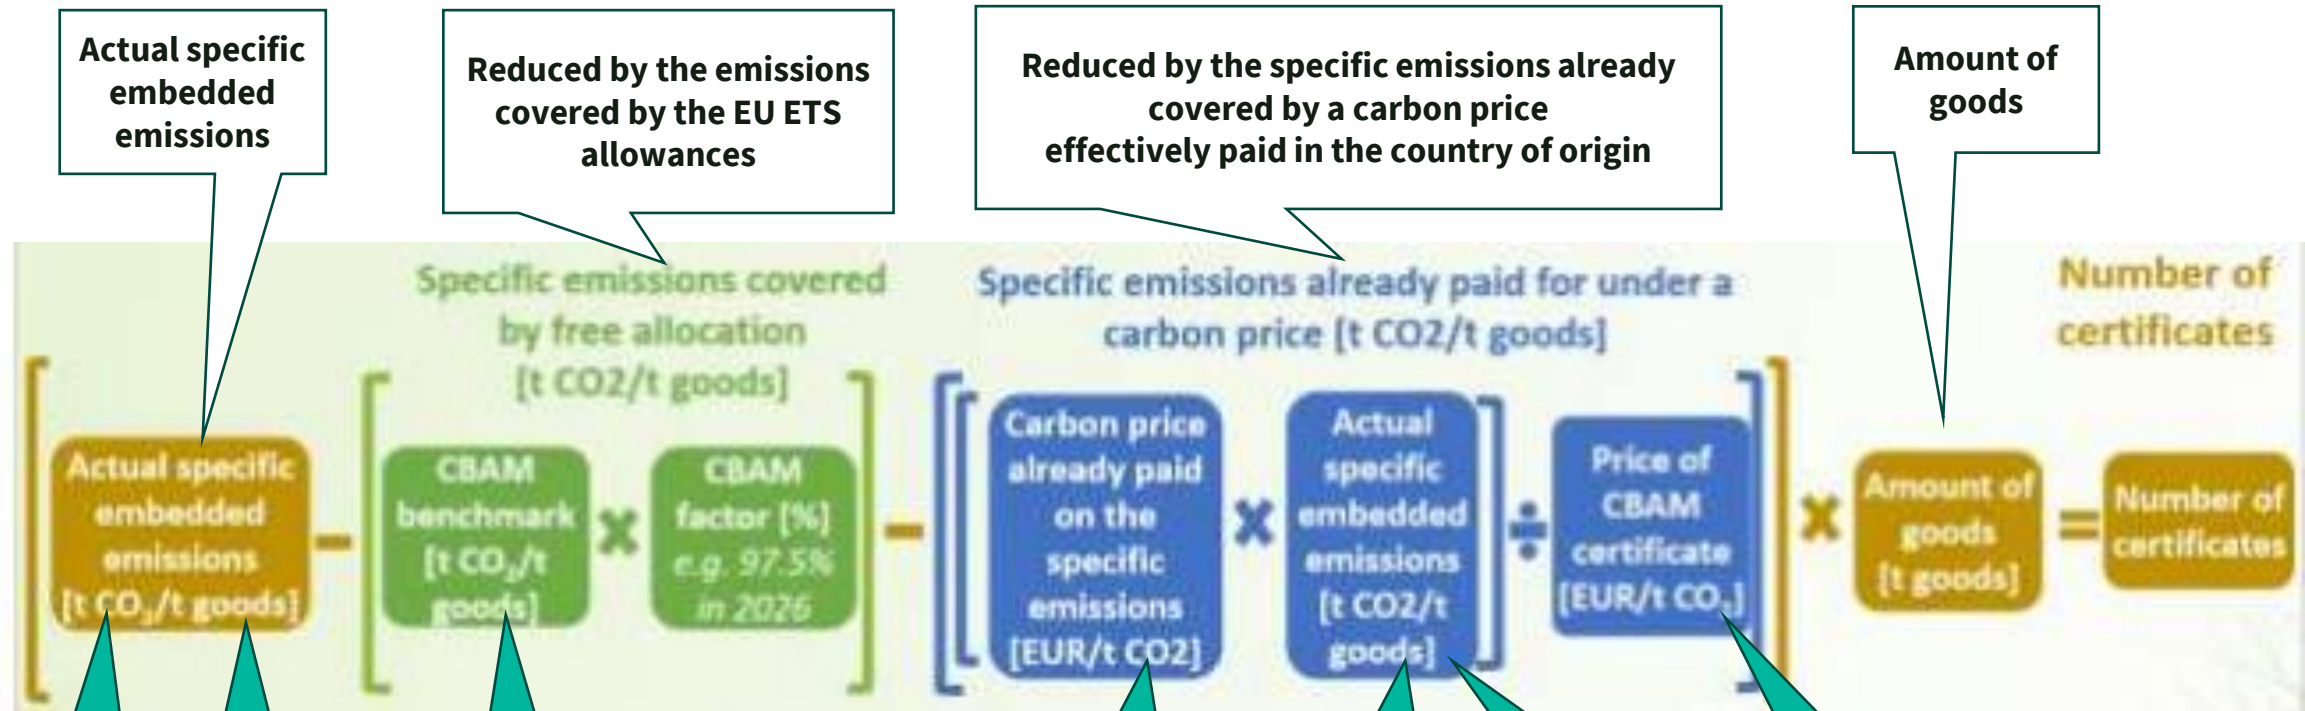 Actual specific
embedded
emissions
Reduced by the emissions
covered by the EU ETS
allowances
Reduced by the specific emissions already
covered by a carbon price
effectively paid in the country of origin
Amount of
goods
Specific emissions covered
by free allocation
[t CO2/t goods]
Specific emissions already paid for under a
carbon price [t CO2/t goods]
Number of
certificates
[
Actual specific
embedded
emissions
[t CO₂/t goods]
−
[
CBAM
benchmark
[t CO₂/t
goods]
×
CBAM
factor [%]
e.g. 97.5%
in 2026
]
−
[
[
Carbon price
already paid
on the
specific
emissions
[EUR/t CO2]
×
Actual
specific
embedded
emissions
[t CO2/t
goods]
]
÷
Price of
CBAM
certificate
[EUR/t CO₂]
]
]
×
Amount of
goods
[t goods]
=
Number of
certificates